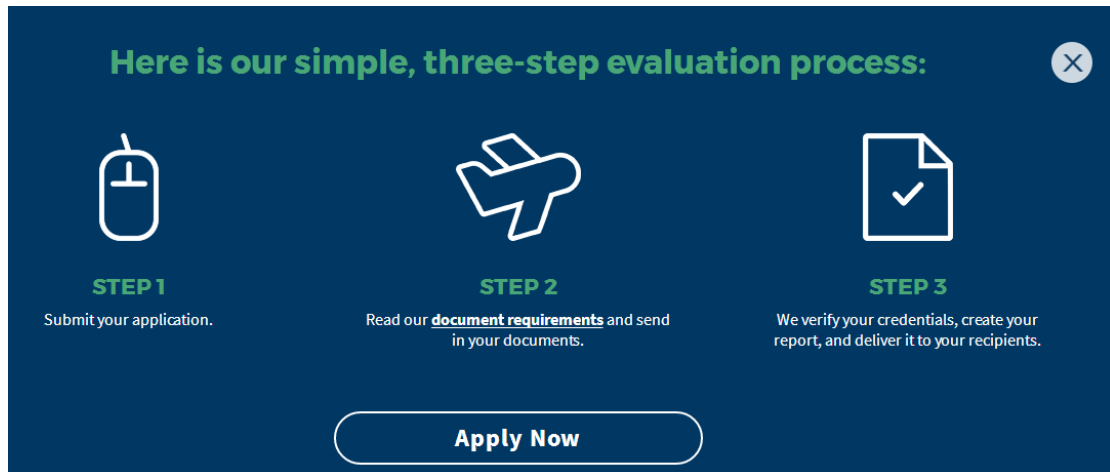 Here is our simple, three-step evaluation process:
STEP 1
Submit your application.
STEP 2
Read our document requirements and send
in your documents.
STEP 3
We verify your credentials, create your
report, and deliver it to your recipients.
Apply Now